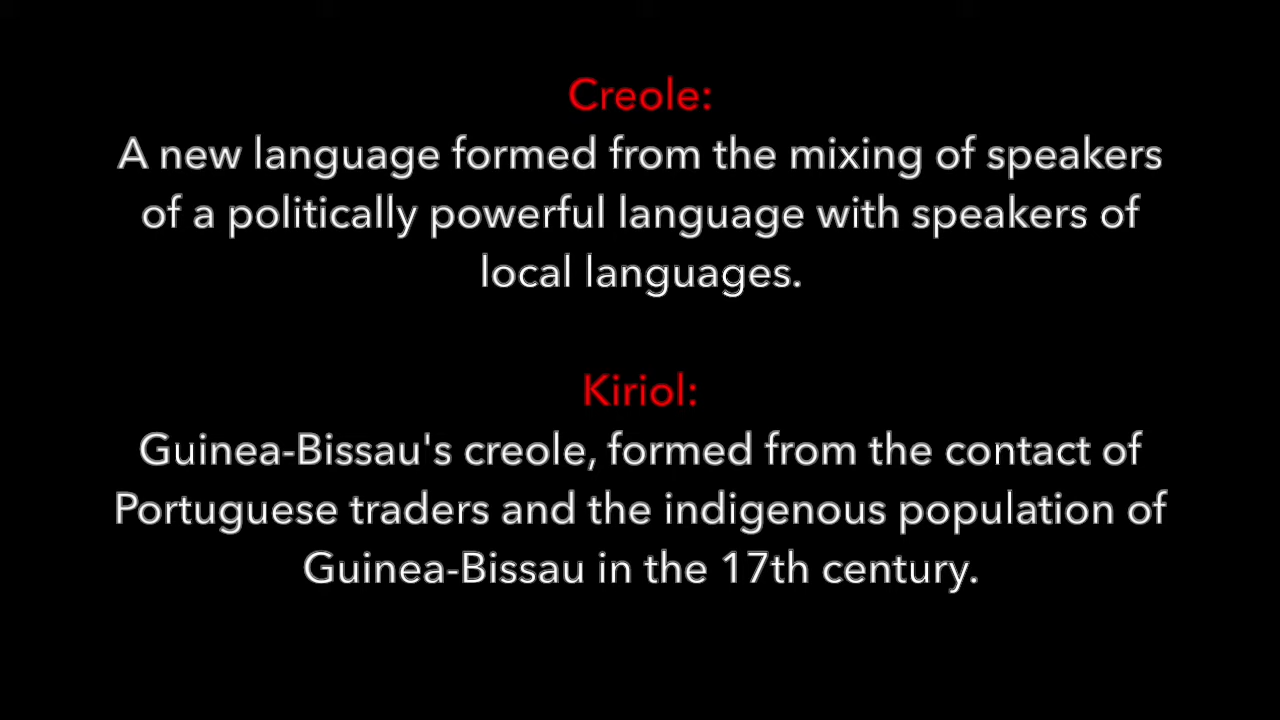 Creole:
A new language formed from the mixing of speakers
of a politically powerful language with speakers of
local languages.
Kiriol:
Guinea-Bissau's creole, formed from the contact of
Portuguese traders and the indigenous population of
Guinea-Bissau in the 17th century.